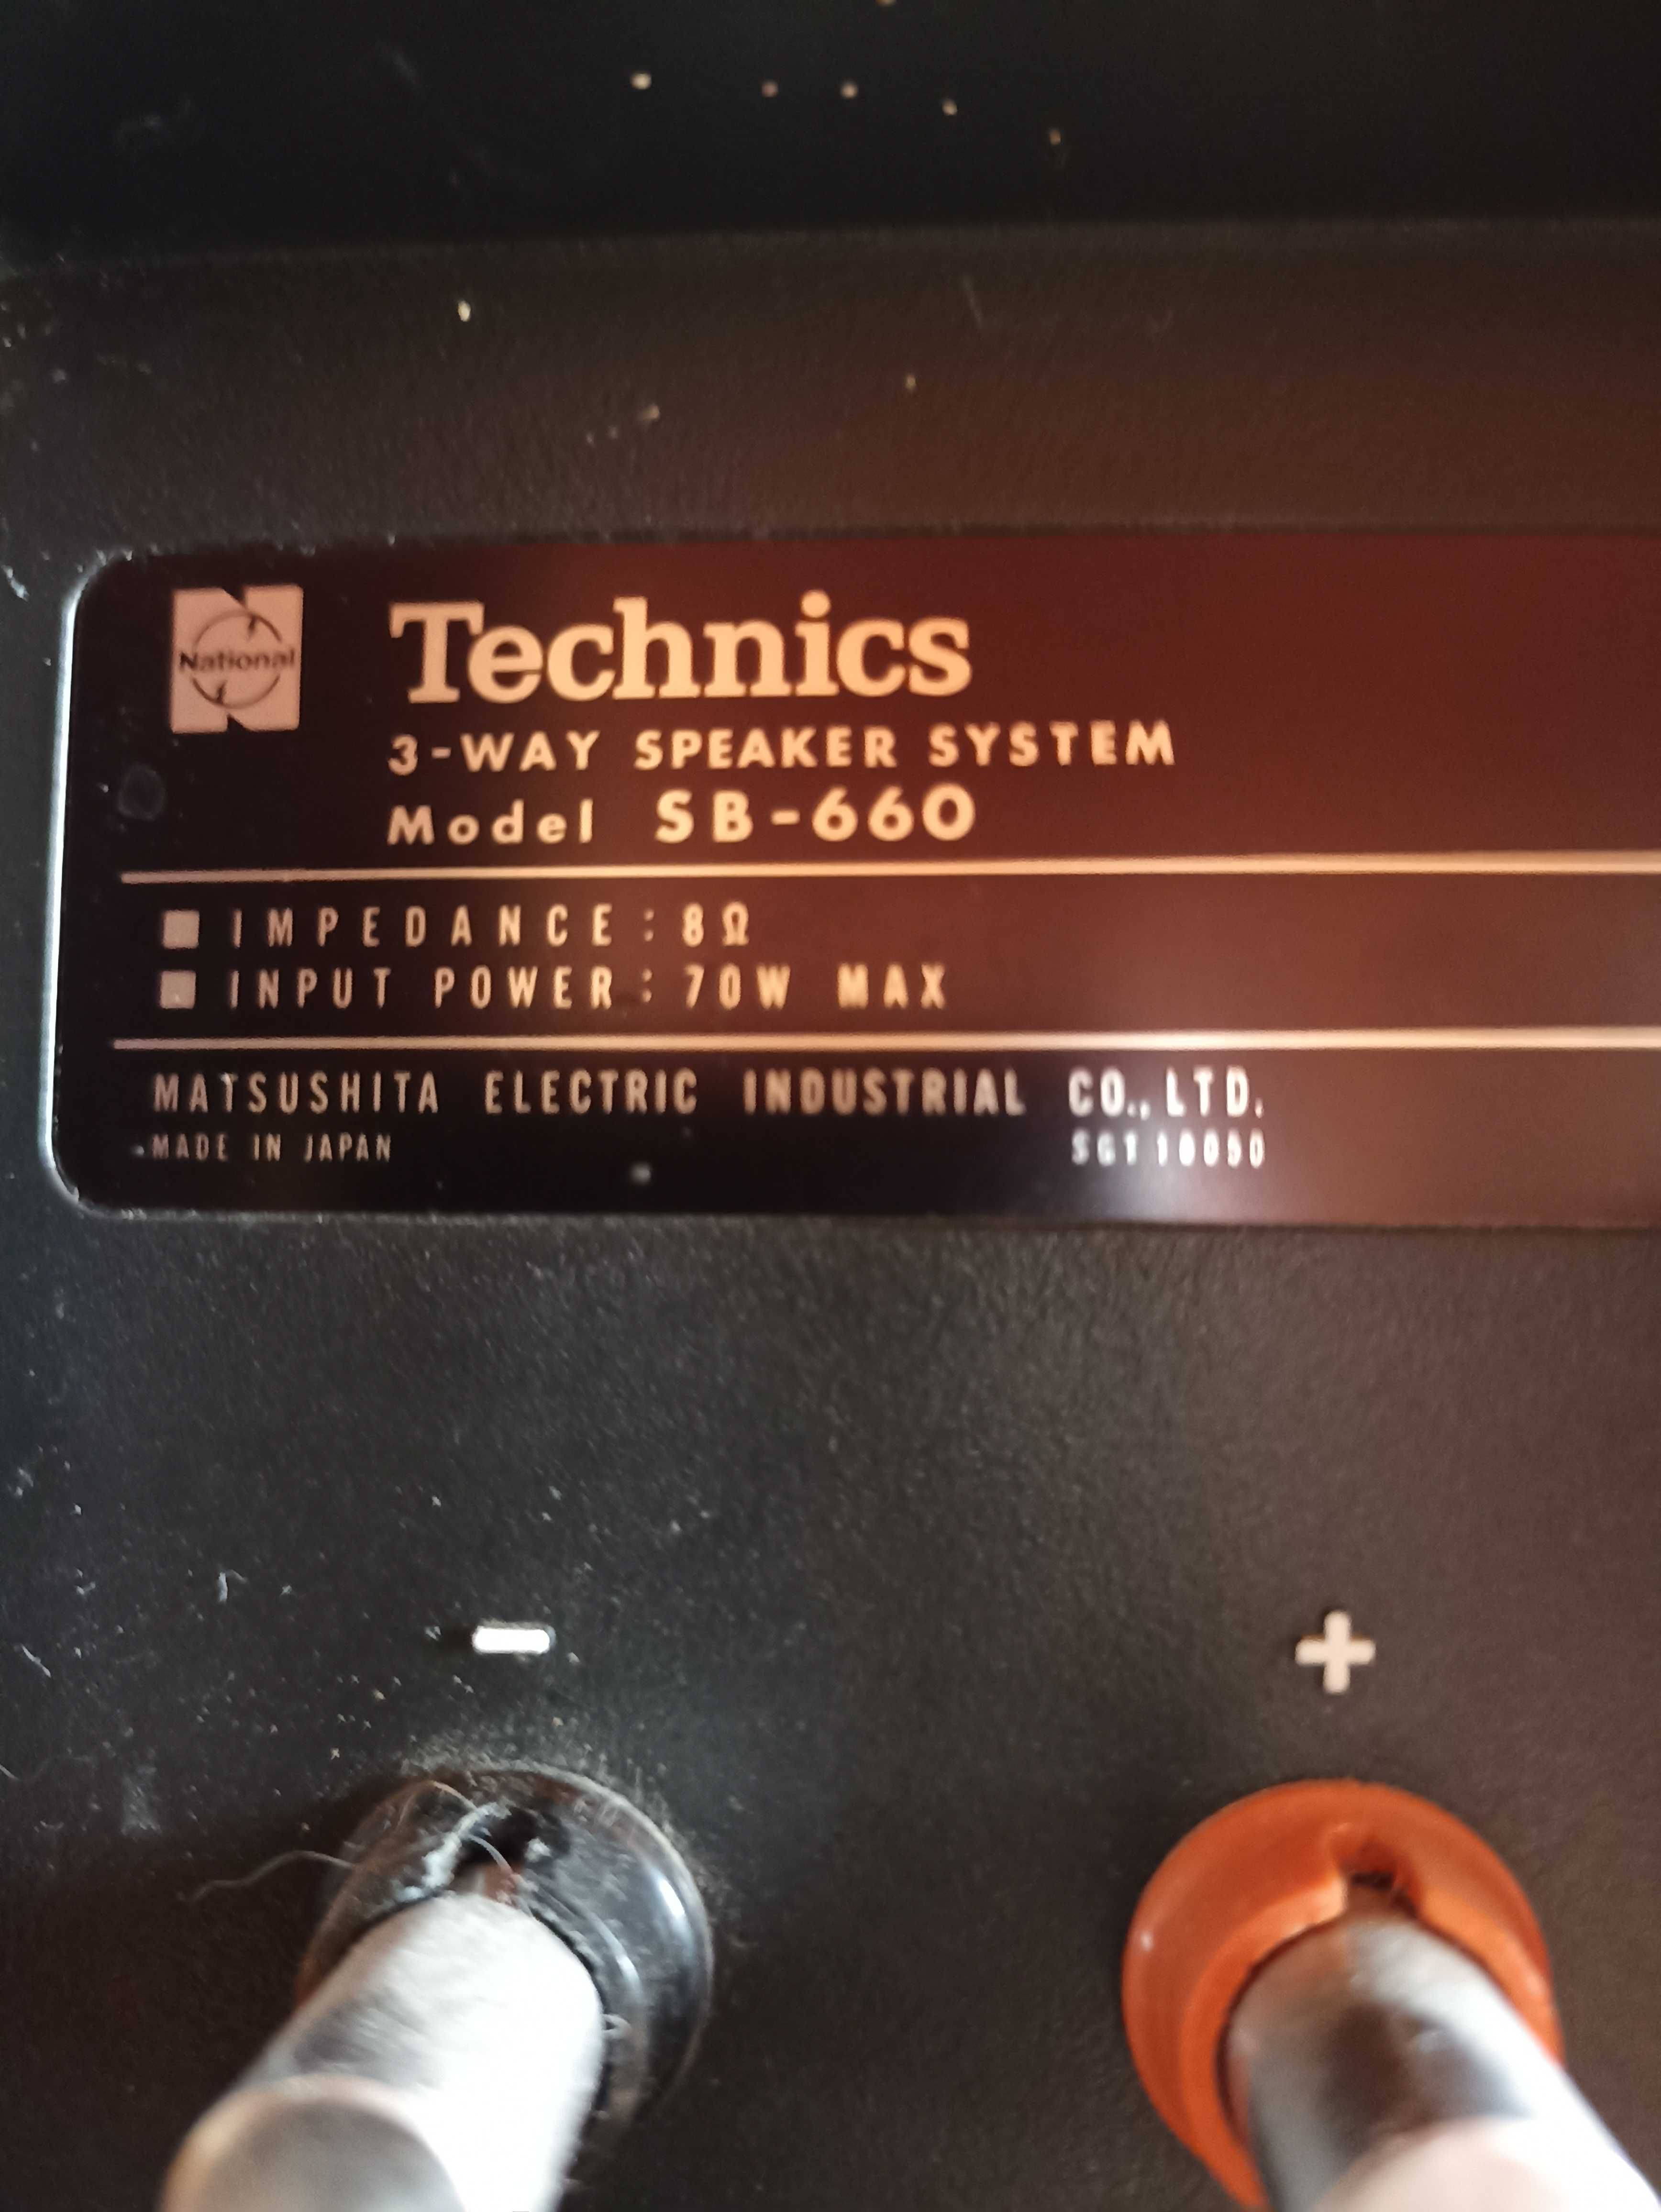 National
Technics
3-WAY SPEAKER SYSTEM
Model SB-660
■ IMPEDANCE: 8Ω
■ INPUT POWER: 70W MAX
MATSUSHITA ELECTRIC INDUSTRIAL CO., LTD.
MADE IN JAPAN
- +